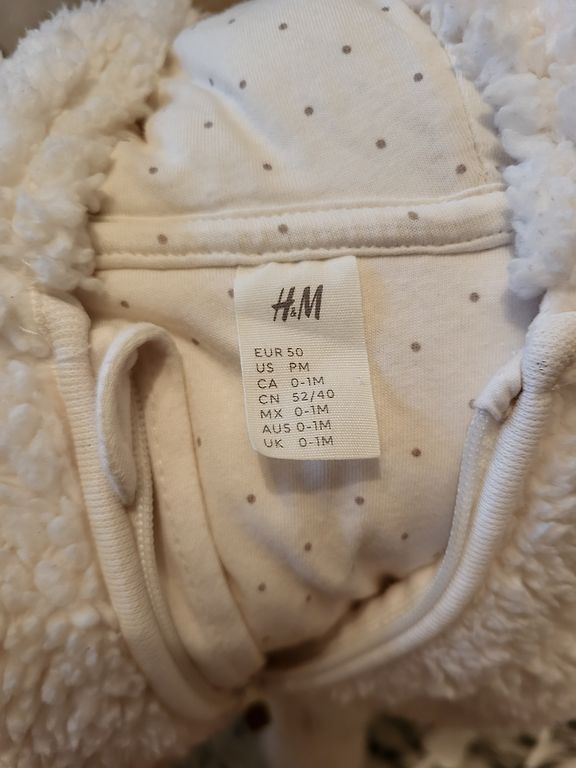 H&M
EUR 50
US PM
CA 0-1M
CN 52/40
MX 0-1M
AUS 0-1M
UK 0-1M